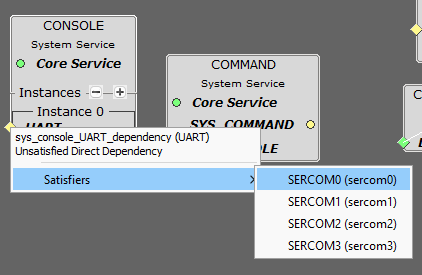 CONSOLE
System Service
Core Service
Instances
Instance 0
UART
sys_console_UART_dependency (UART)
Unsatisfied Direct Dependency
Satisfiers
COMMAND
System Service
Core Service
SYS_COMMAND
OLE
SERCOM0 (sercom0)
SERCOM1 (sercom1)
SERCOM2 (sercom2)
SERCOM3 (sercom3)
C